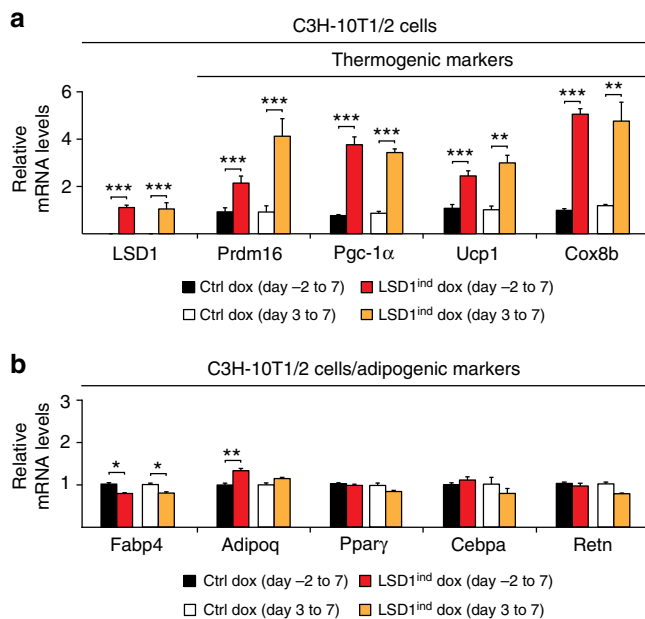 a
C3H-10T1/2 cells
Thermogenic markers
Relative
mRNA levels
6
4
2
*** *** *** *** *** *** *** ** *** **
LSD1 Prdm16 Pgc-1α Ucp1 Cox8b
Ctrl dox (day –2 to 7) LSD1ind dox (day –2 to 7)
Ctrl dox (day 3 to 7) LSD1ind dox (day 3 to 7)
b
C3H-10T1/2 cells/adipogenic markers
Relative
mRNA levels
3
2
1
* * **
Fabp4 Adipoq Pparγ Cebpa Retn
Ctrl dox (day –2 to 7) LSD1ind dox (day –2 to 7)
Ctrl dox (day 3 to 7) LSD1ind dox (day 3 to 7)